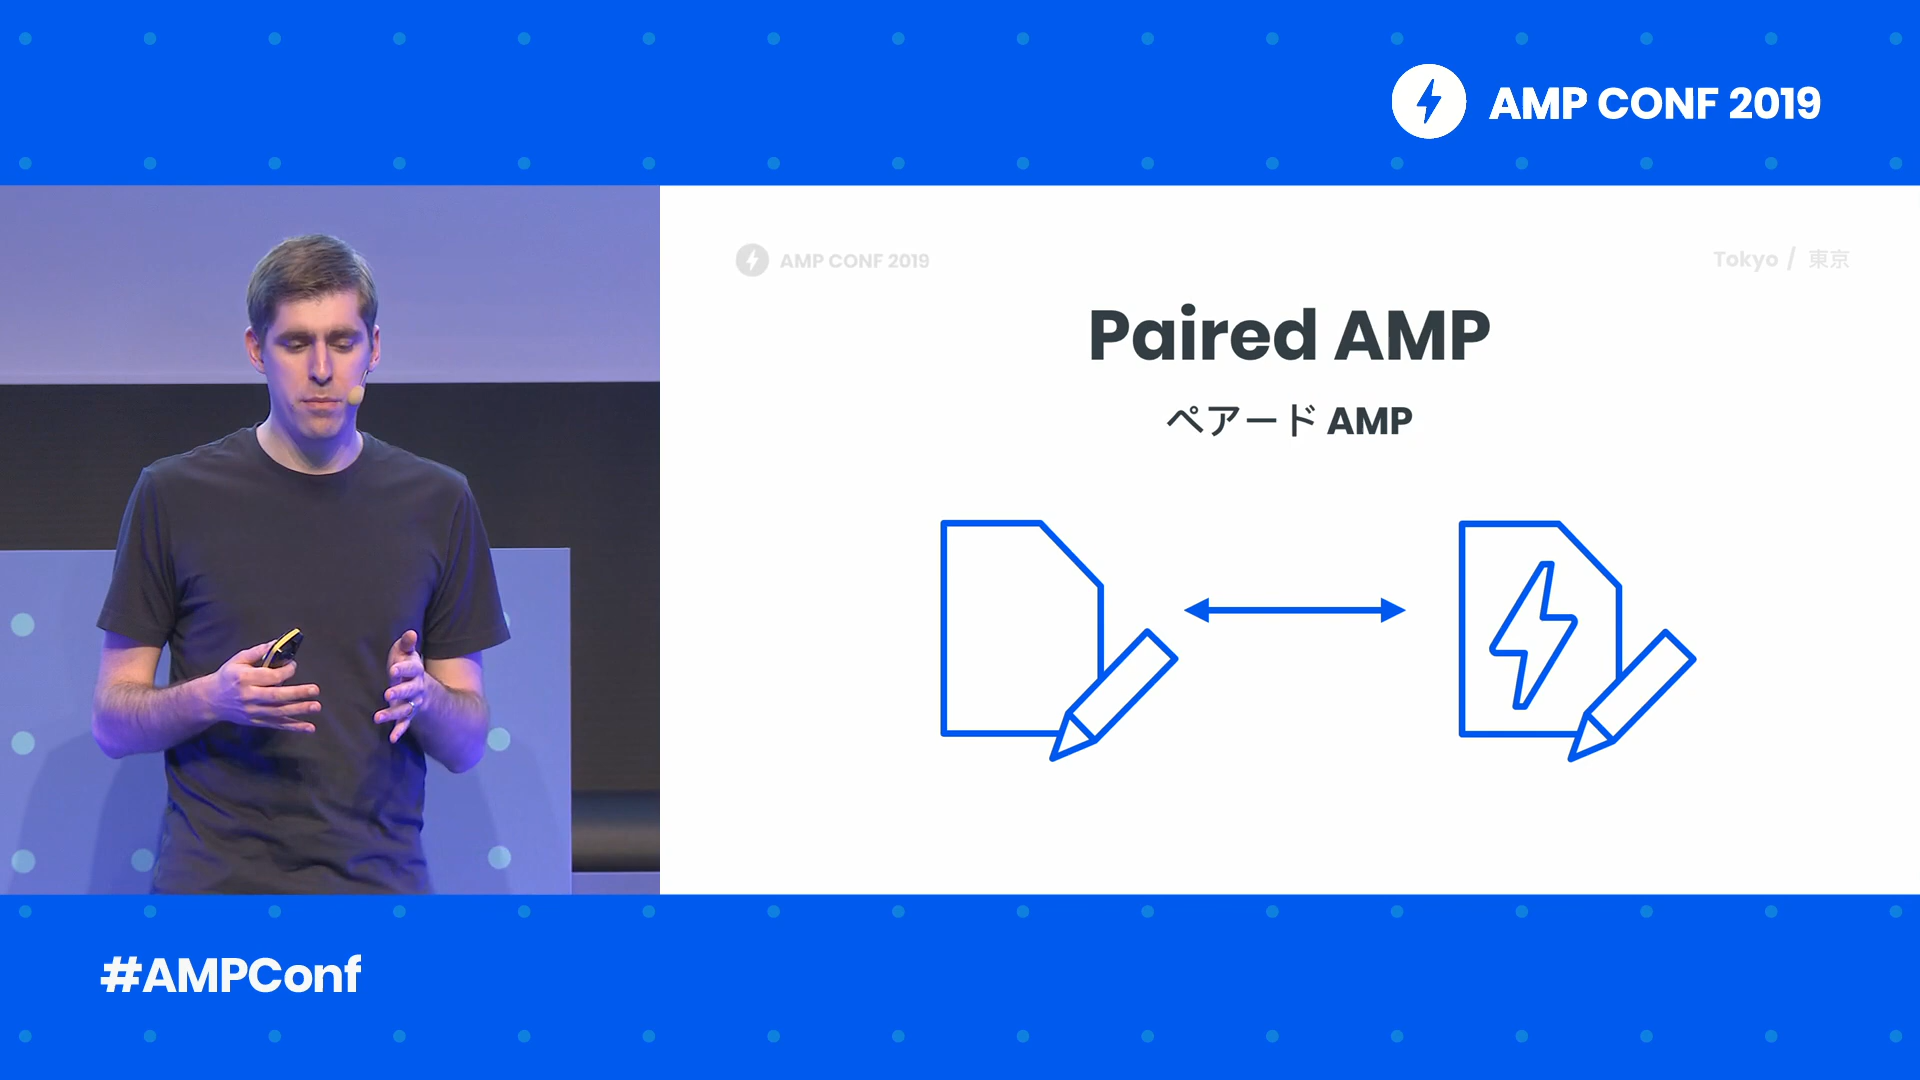 AMP CONF 2019
AMP CONF 2019
Tokyo / 東京
Paired AMP
ペアード AMP
#AMPConf